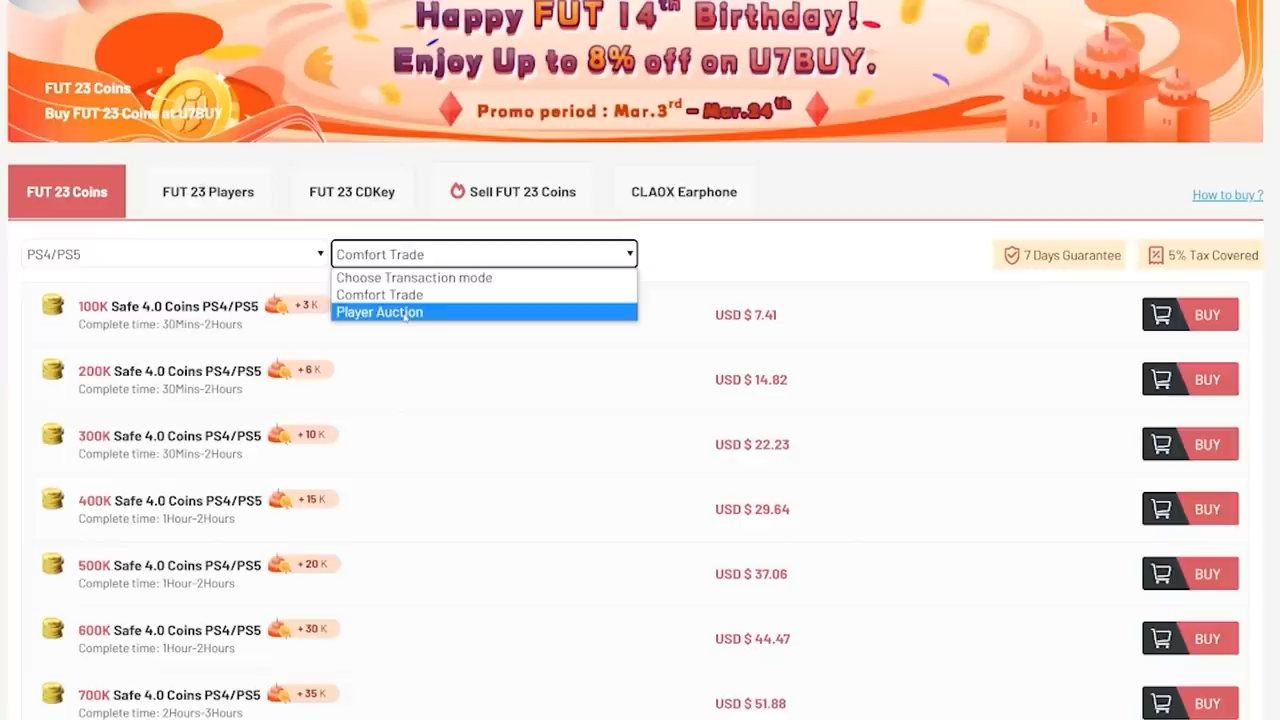 Happy FUT 14th Birthday!
Enjoy Up to 8% off on U7BUY.
Promo period : Mar.3rd – Mar.24th
FUT 23 Coins
Buy FUT 23 Coins at U7BUY
FUT 23 Coins
FUT 23 Players
FUT 23 CDKey
Sell FUT 23 Coins
CLAOX Earphone
How to buy ?
PS4/PS5
Comfort Trade
7 Days Guarantee
5% Tax Covered
Choose Transaction mode
Comfort Trade
Player Auction
100K Safe 4.0 Coins PS4/PS5 +3 K
Complete time: 30Mins-2Hours
USD $ 7.41
BUY
200K Safe 4.0 Coins PS4/PS5 +6 K
Complete time: 30Mins-2Hours
USD $ 14.82
BUY
300K Safe 4.0 Coins PS4/PS5 +10 K
Complete time: 30Mins-2Hours
USD $ 22.23
BUY
400K Safe 4.0 Coins PS4/PS5 +15 K
Complete time: 1Hour-2Hours
USD $ 29.64
BUY
500K Safe 4.0 Coins PS4/PS5 +20 K
Complete time: 1Hour-2Hours
USD $ 37.06
BUY
600K Safe 4.0 Coins PS4/PS5 +30 K
Complete time: 1Hour-2Hours
USD $ 44.47
BUY
700K Safe 4.0 Coins PS4/PS5 +35 K
Complete time: 2Hours-3Hours
USD $ 51.88
BUY